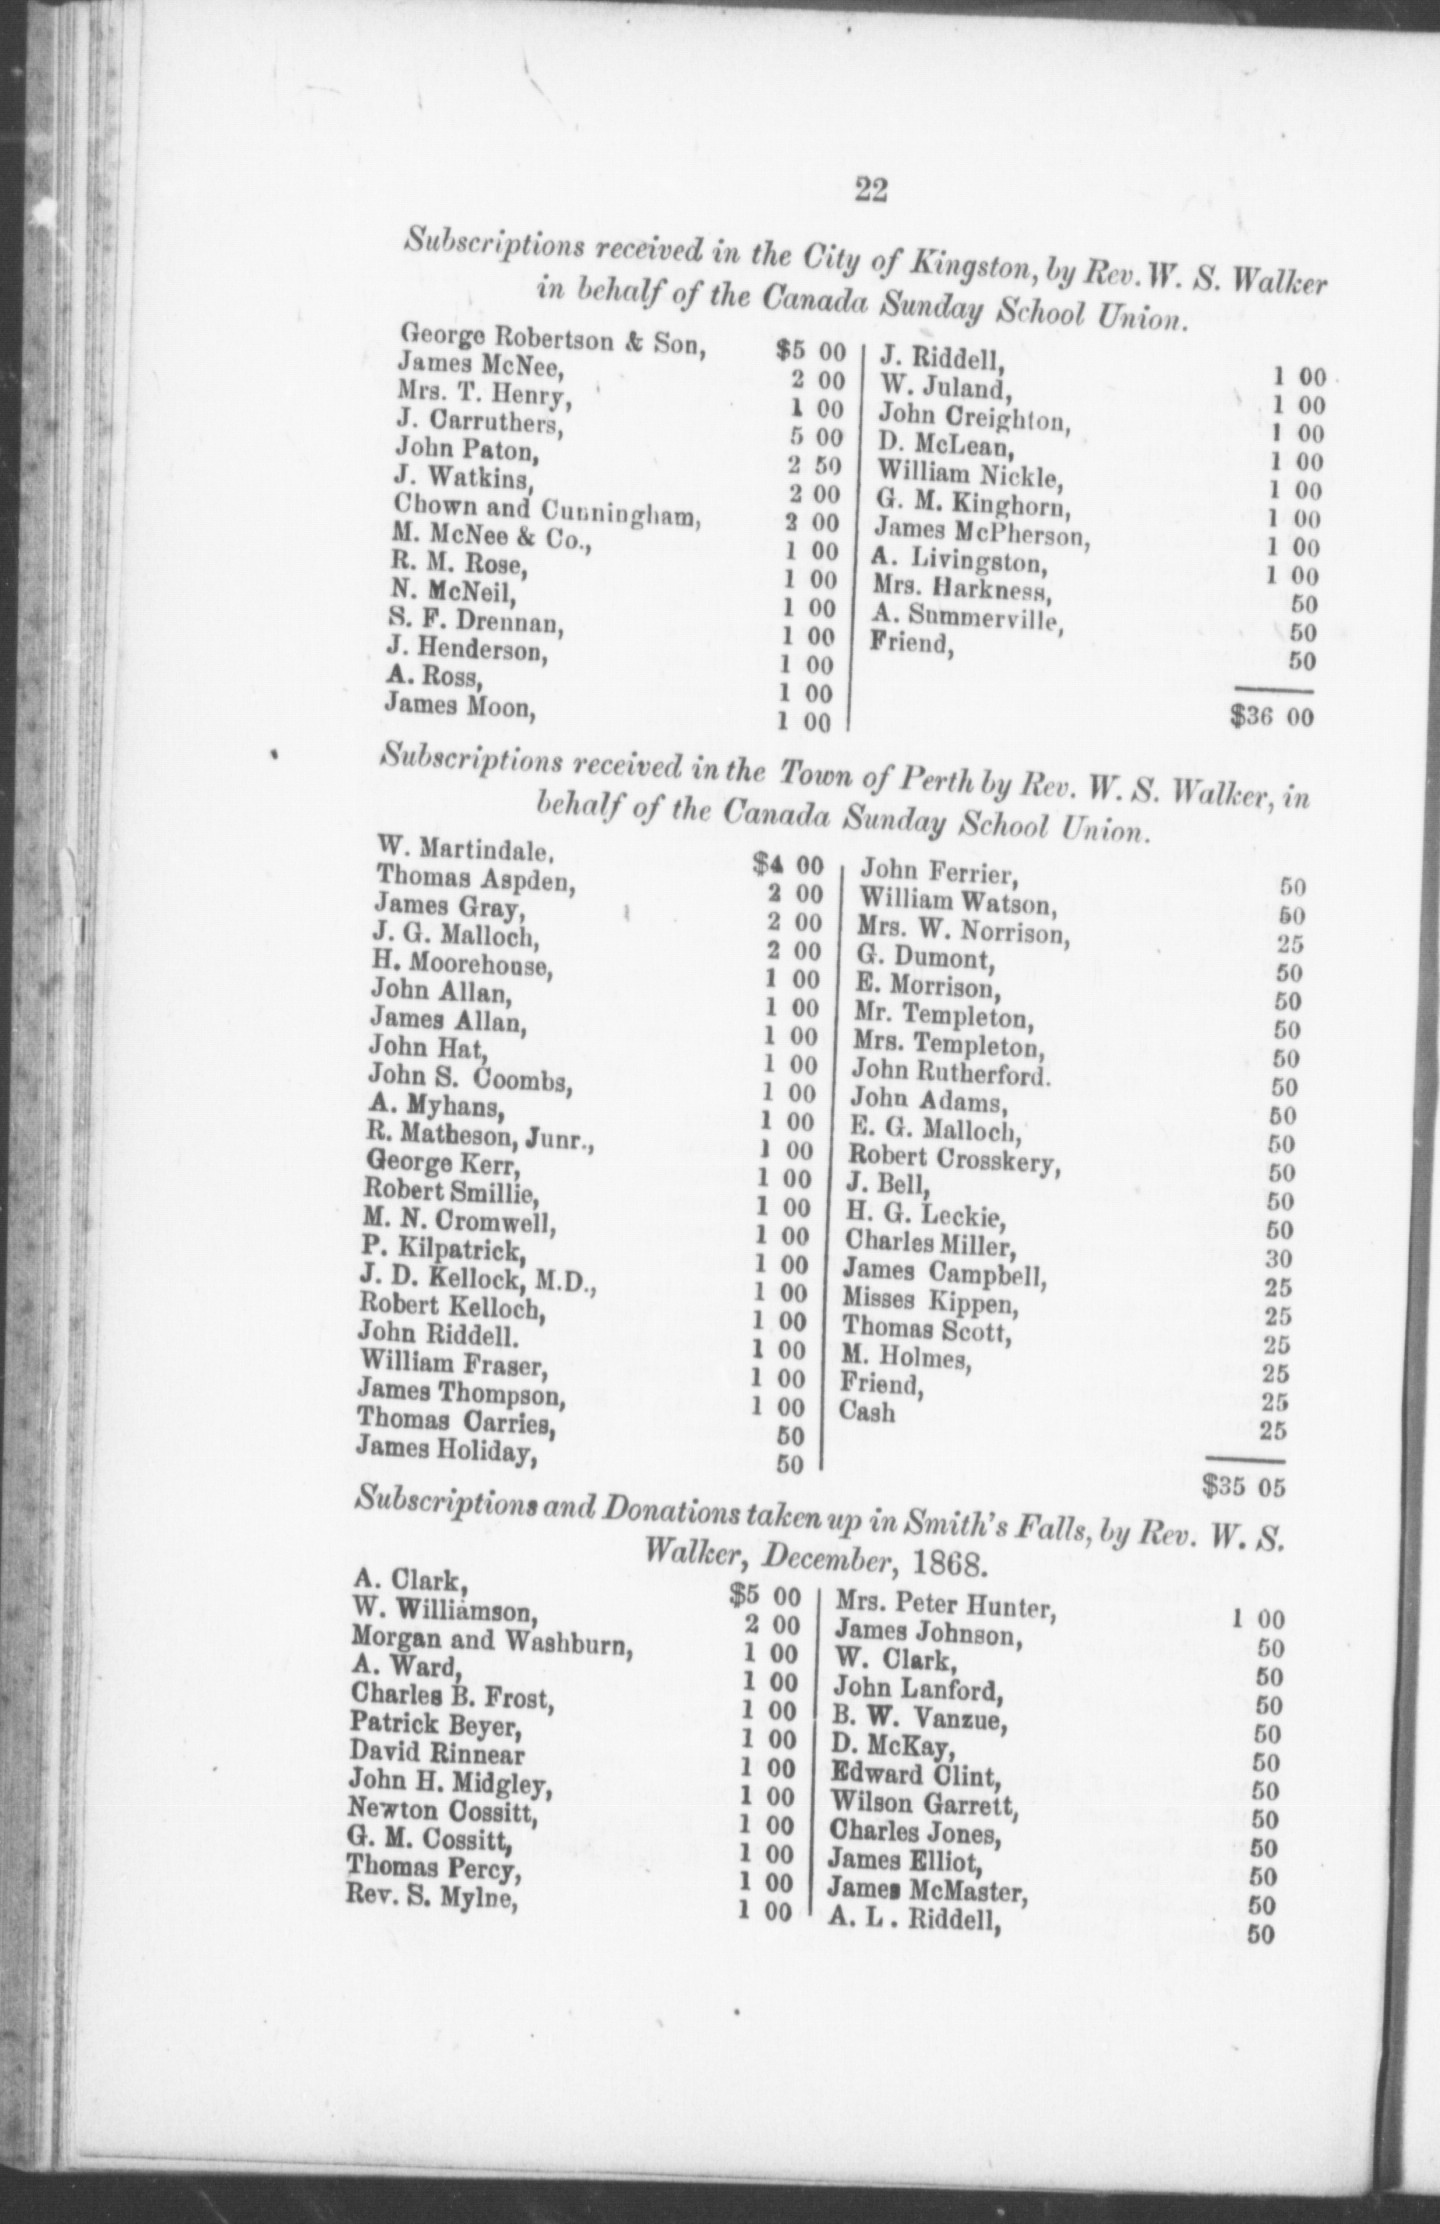 22
Subscriptions received in the City of Kingston, by Rev. W. S. Walker
in behalf of the Canada Sunday School Union.
George Robertson & Son, $5 00
James McNee, 2 00
Mrs. T. Henry, 1 00
J. Carruthers, 5 00
John Paton, 2 50
J. Watkins, 2 00
Chown and Cunningham, 2 00
M. McNee & Co., 1 00
R. M. Rose, 1 00
N. McNeil, 1 00
S. F. Drennan, 1 00
J. Henderson, 1 00
A. Ross, 1 00
James Moon, 1 00
J. Riddell, 1 00
W. Juland, 1 00
John Creighton, 1 00
D. McLean, 1 00
William Nickle, 1 00
G. M. Kinghorn, 1 00
James McPherson, 1 00
A. Livingston, 1 00
Mrs. Harkness, 50
A. Summerville, 50
Friend, 50
$36 00
Subscriptions received in the Town of Perth by Rev. W. S. Walker, in
behalf of the Canada Sunday School Union.
W. Martindale, $4 00
Thomas Aspden, 2 00
James Gray, 2 00
J. G. Malloch, 2 00
H. Moorehouse, 1 00
John Allan, 1 00
James Allan, 1 00
John Hat, 1 00
John S. Coombs, 1 00
A. Myhans, 1 00
R. Matheson, Junr., 1 00
George Kerr, 1 00
Robert Smillie, 1 00
M. N. Cromwell, 1 00
P. Kilpatrick, 1 00
J. D. Kellock, M.D., 1 00
Robert Kelloch, 1 00
John Riddell. 1 00
William Fraser, 1 00
James Thompson, 1 00
Thomas Carries, 50
James Holiday, 50
John Ferrier, 50
William Watson, 50
Mrs. W. Norrison, 25
G. Dumont, 50
E. Morrison, 50
Mr. Templeton, 50
Mrs. Templeton, 50
John Rutherford. 50
John Adams, 50
E. G. Malloch, 50
Robert Crosskery, 50
J. Bell, 50
H. G. Leckie, 50
Charles Miller, 30
James Campbell, 25
Misses Kippen, 25
Thomas Scott, 25
M. Holmes, 25
Friend, 25
Cash 25
$35 05
Subscriptions and Donations taken up in Smith's Falls, by Rev. W. S.
Walker, December, 1868.
A. Clark, $5 00
W. Williamson, 2 00
Morgan and Washburn, 1 00
A. Ward, 1 00
Charles B. Frost, 1 00
Patrick Beyer, 1 00
David Rinnear 1 00
John H. Midgley, 1 00
Newton Cossitt, 1 00
G. M. Cossitt, 1 00
Thomas Percy, 1 00
Rev. S. Mylne, 1 00
Mrs. Peter Hunter, 1 00
James Johnson, 50
W. Clark, 50
John Lanford, 50
B. W. Vanzue, 50
D. McKay, 50
Edward Clint, 50
Wilson Garrett, 50
Charles Jones, 50
James Elliot, 50
James McMaster, 50
A. L. Riddell, 50